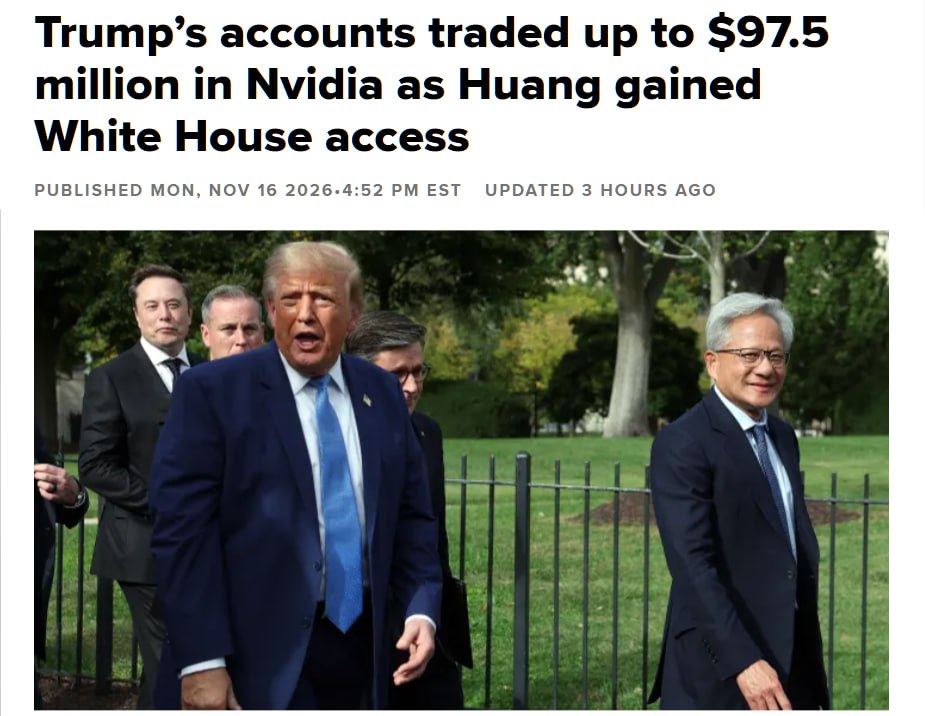 Trump’s accounts traded up to $97.5
million in Nvidia as Huang gained
White House access
PUBLISHED MON, NOV 16 2026•4:52 PM EST UPDATED 3 HOURS AGO